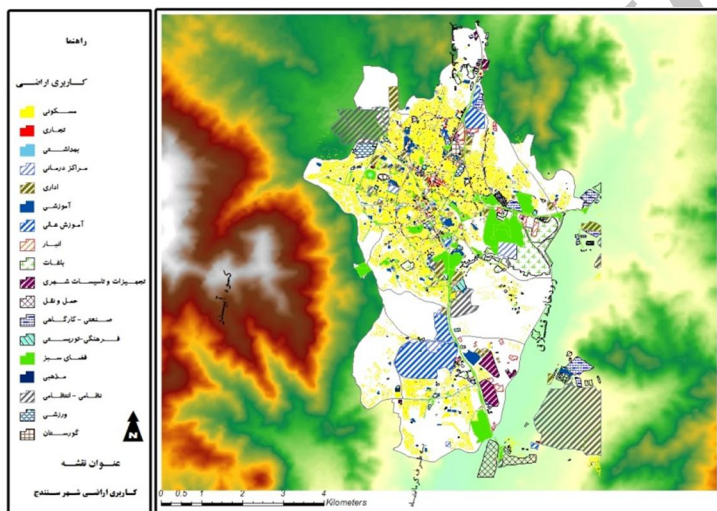 راهنما
کاربری اراضی
مسکونی
تجاری
بهداشتی
مراکز درمانی
اداری
آموزشی
آموزش عالی
انبار
باغات
تجهیزات و تاسیسات شهری
حمل و نقل
صنعتی - کارگاهی
فرهنگی-توریستی
فضای سبز
مذهبی
نظامی - انتظامی
ورزشی
گورستان
N
عنوان نقشه
کاربری اراضی شهر سنندج
کوه آبیدر
رودخانه قشلاق
0 0.5 1 2 3 4
Kilometers